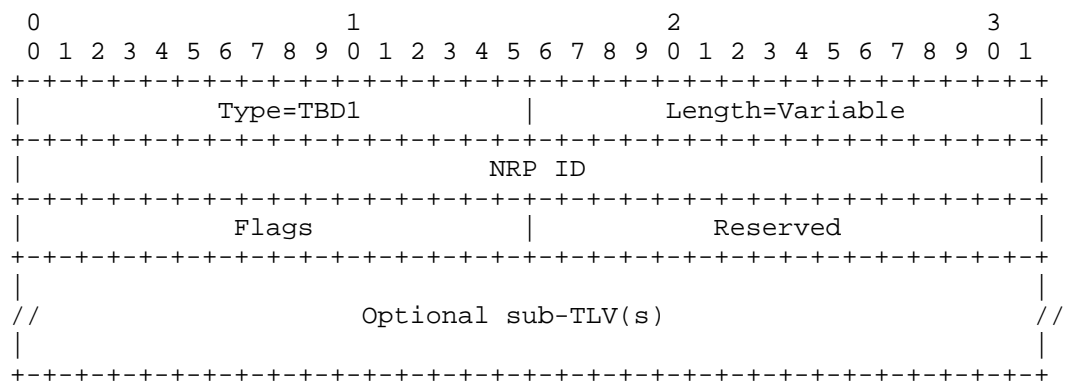 0                   1                   2                   3
 0 1 2 3 4 5 6 7 8 9 0 1 2 3 4 5 6 7 8 9 0 1 2 3 4 5 6 7 8 9 0 1
+-+-+-+-+-+-+-+-+-+-+-+-+-+-+-+-+-+-+-+-+-+-+-+-+-+-+-+-+-+-+-+-+
|            Type=TBD1          |        Length=Variable        |
+-+-+-+-+-+-+-+-+-+-+-+-+-+-+-+-+-+-+-+-+-+-+-+-+-+-+-+-+-+-+-+-+
|                             NRP ID                            |
+-+-+-+-+-+-+-+-+-+-+-+-+-+-+-+-+-+-+-+-+-+-+-+-+-+-+-+-+-+-+-+-+
|             Flags             |           Reserved            |
+-+-+-+-+-+-+-+-+-+-+-+-+-+-+-+-+-+-+-+-+-+-+-+-+-+-+-+-+-+-+-+-+
|                                                               |
//                    Optional sub-TLV(s)                       //
|                                                               |
+-+-+-+-+-+-+-+-+-+-+-+-+-+-+-+-+-+-+-+-+-+-+-+-+-+-+-+-+-+-+-+-+